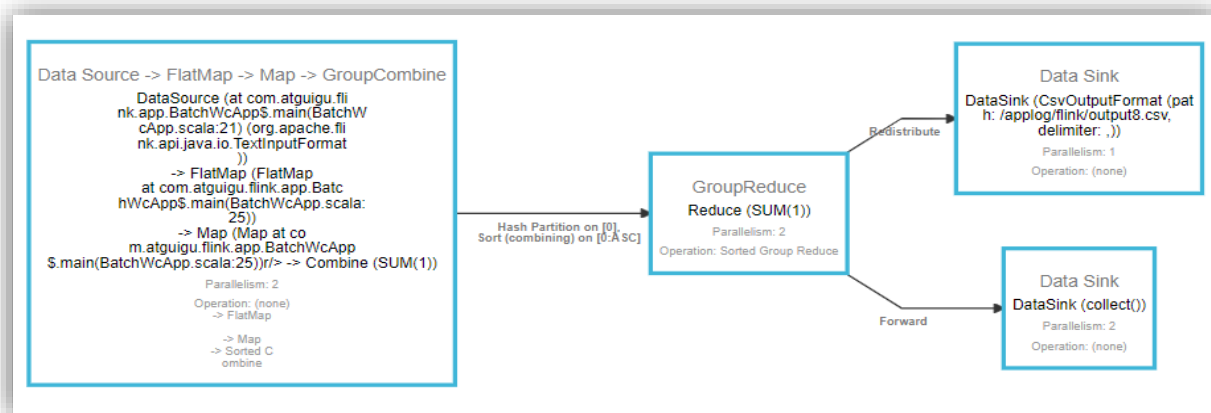 Data Source -> FlatMap -> Map -> GroupCombine
DataSource (at com.atguigu.fli
nk.app.BatchWcApp$.main(BatchW
cApp.scala:21) (org.apache.fli
nk.api.java.io.TextInputFormat
))
-> FlatMap (FlatMap
at com.atguigu.flink.app.Batc
hWcApp$.main(BatchWcApp.scala:
25))
-> Map (Map at co
m.atguigu.flink.app.BatchWcApp
$.main(BatchWcApp.scala:25))r/> -> Combine (SUM(1))
Parallelism: 2
Operation: (none)
-> FlatMap
-> Map
-> Sorted C
ombine
Hash Partition on [0],
Sort (combining) on [0:ASC]
GroupReduce
Reduce (SUM(1))
Parallelism: 2
Operation: Sorted Group Reduce
Redistribute
Data Sink
DataSink (CsvOutputFormat (pat
h: /applog/flink/output8.csv,
delimiter: ,))
Parallelism: 1
Operation: (none)
Forward
Data Sink
DataSink (collect())
Parallelism: 2
Operation: (none)